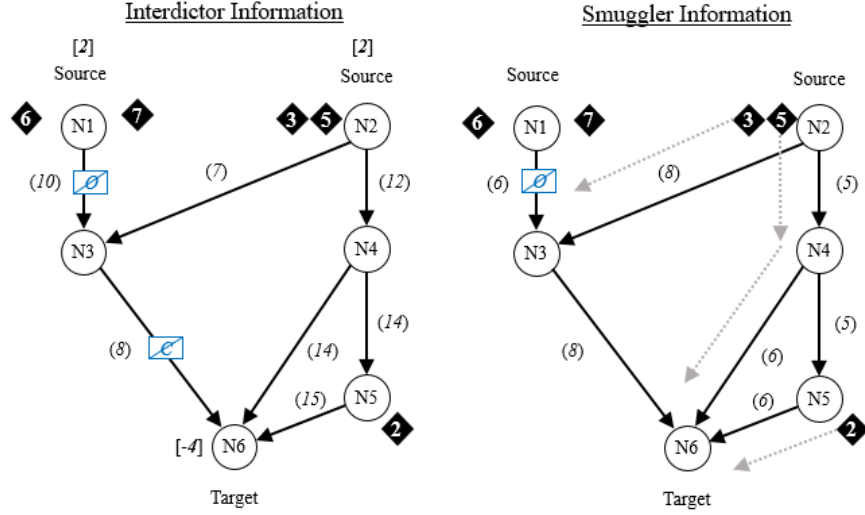 Interdictor Information
Smuggler Information
[2]
Source
[2]
Source
6
N1
7
3
5
N2
(10)
O
(7)
(12)
N3
N4
(8)
C
(14)
(14)
(15)
N5
2
[-4]
N6
Target
Source
Source
6
N1
7
3
5
N2
(6)
O
(8)
(5)
N3
N4
(8)
(6)
(5)
(6)
N5
2
N6
Target